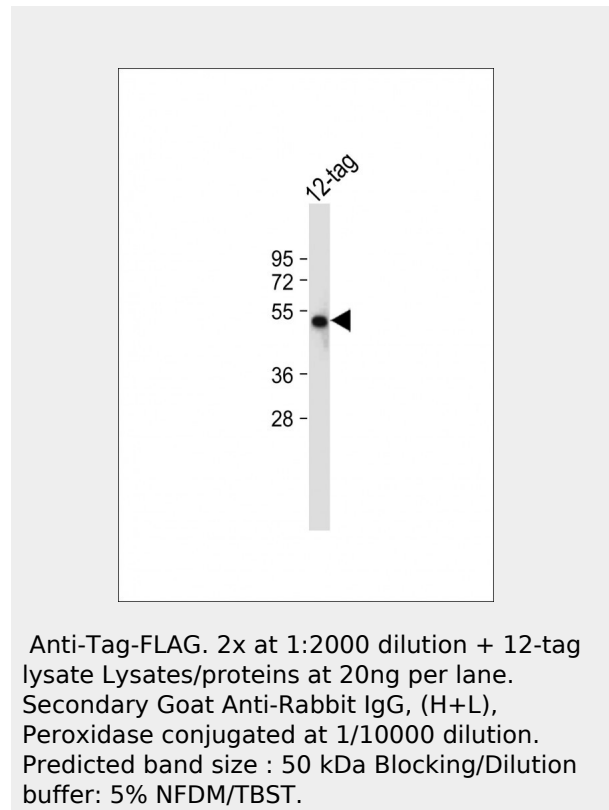 12-tag
95
72
55
36
28
Anti-Tag-FLAG. 2x at 1:2000 dilution + 12-tag
lysate Lysates/proteins at 20ng per lane.
Secondary Goat Anti-Rabbit IgG, (H+L),
Peroxidase conjugated at 1/10000 dilution.
Predicted band size : 50 kDa Blocking/Dilution
buffer: 5% NFDM/TBST.